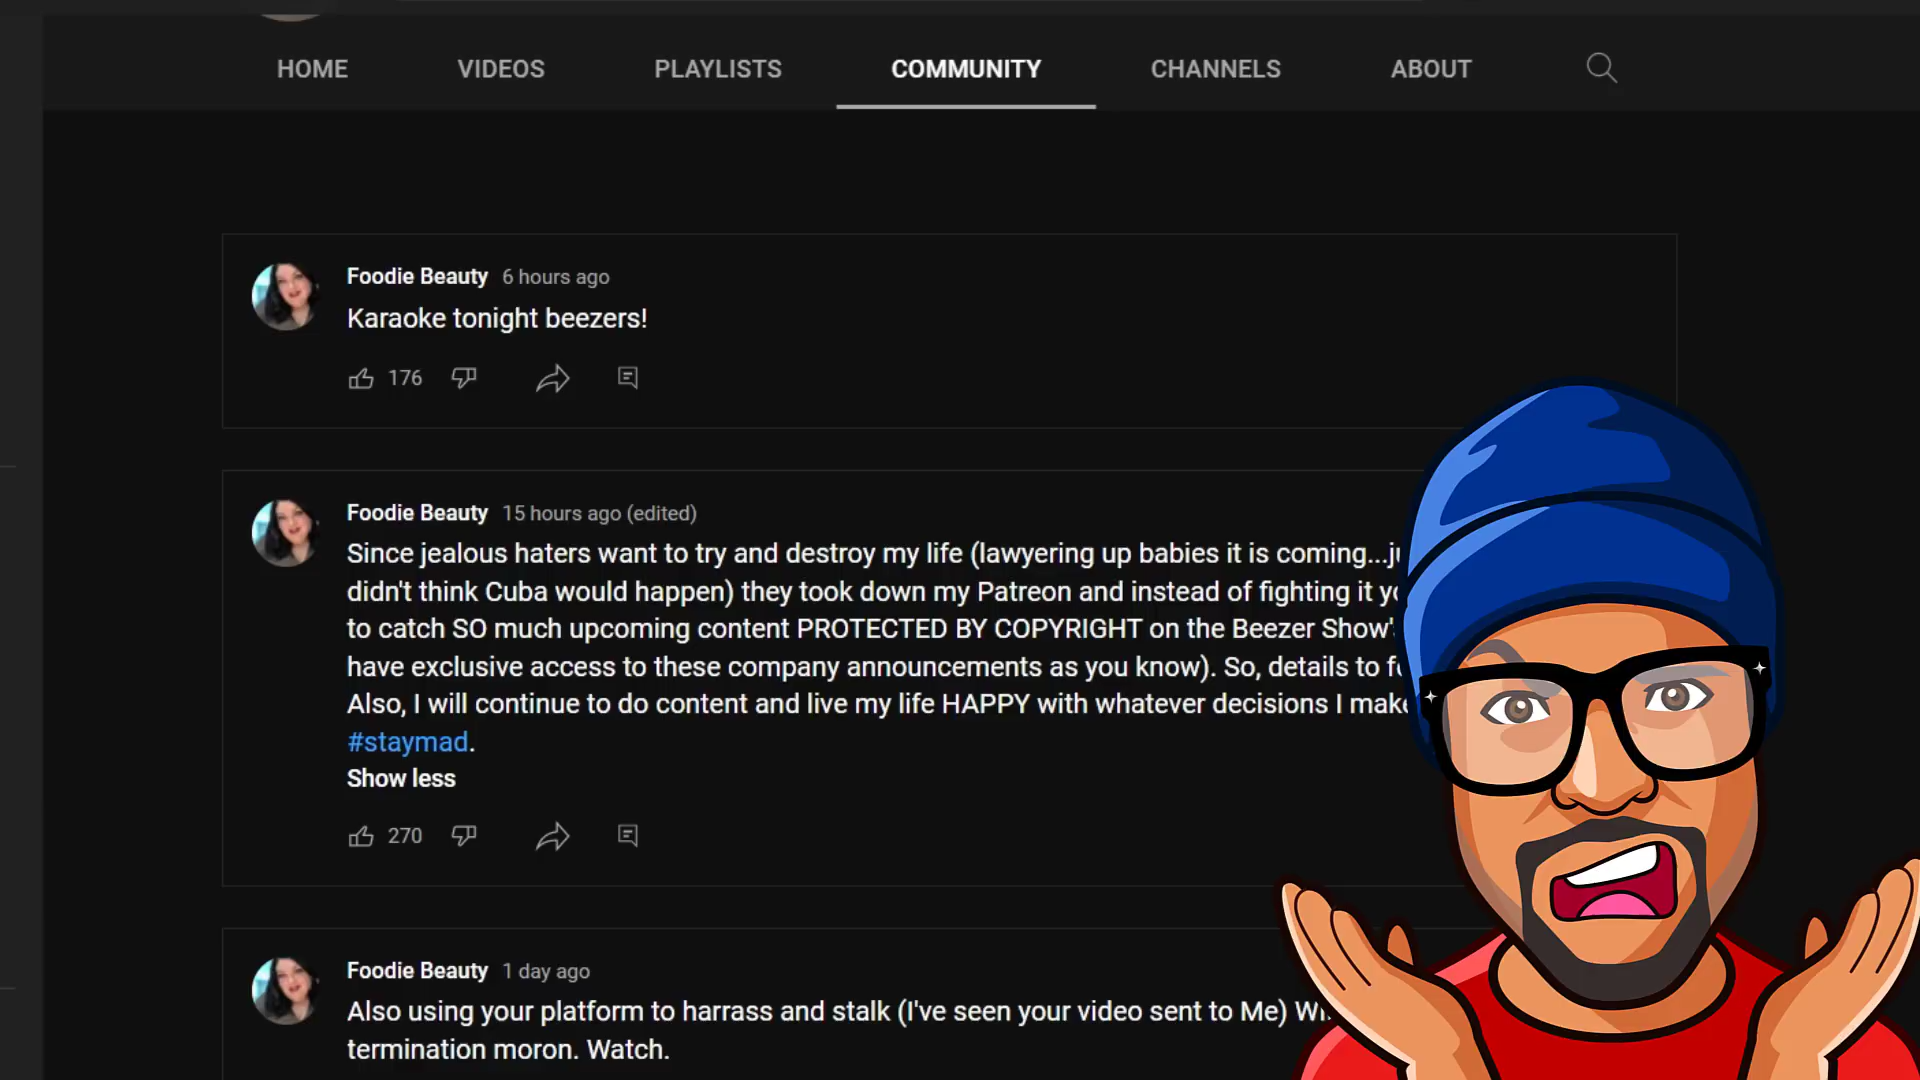 HOME VIDEOS PLAYLISTS COMMUNITY CHANNELS ABOUT
Foodie Beauty 6 hours ago
Karaoke tonight beezers!
176
Foodie Beauty 15 hours ago (edited)
Since jealous haters want to try and destroy my life (lawyering up babies it is coming...
didn't think Cuba would happen) they took down my Patreon and instead of fighting it
to catch SO much upcoming content PROTECTED BY COPYRIGHT on the Beezer Show's
have exclusive access to these company announcements as you know). So, details to
Also, I will continue to do content and live my life HAPPY with whatever decisions I make
#staymad.
Show less
270
Foodie Beauty 1 day ago
Also using your platform to harrass and stalk (I've seen your video sent to Me)
termination moron. Watch.